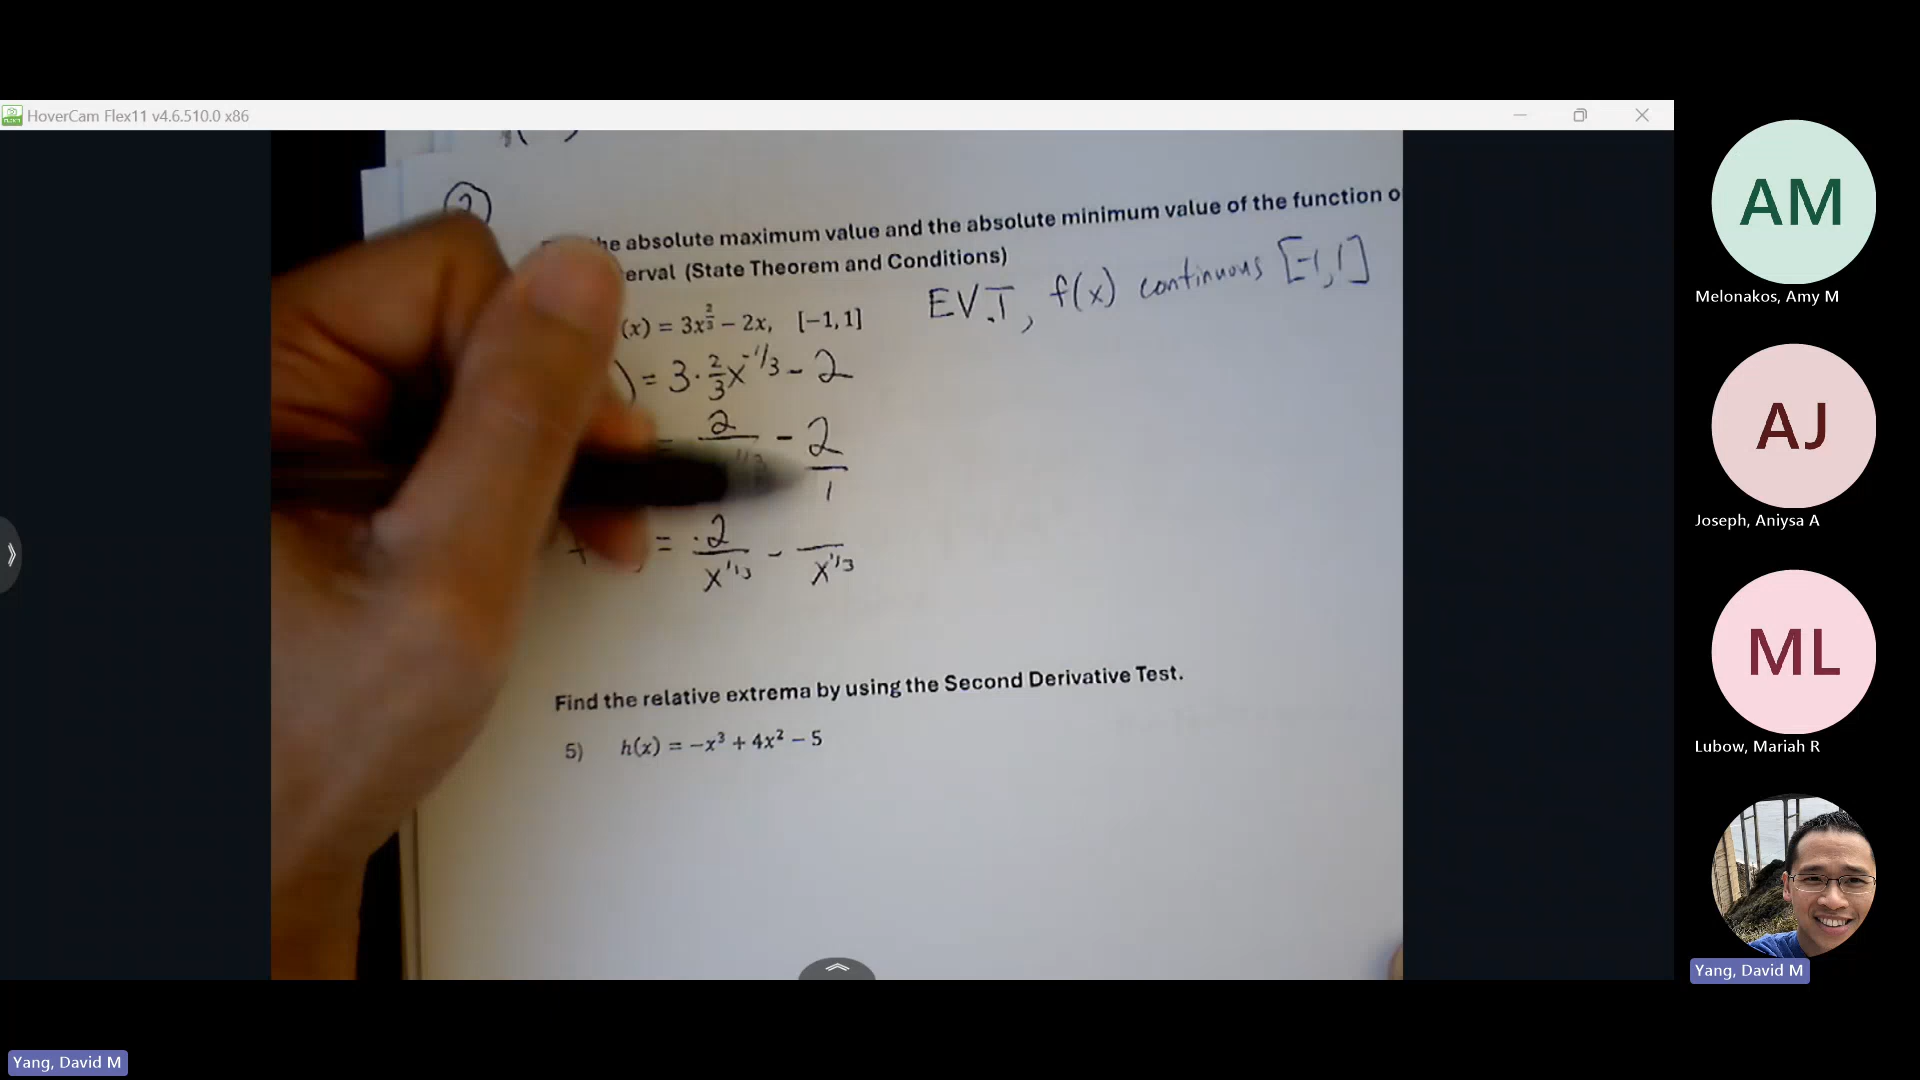 HoverCam Flex11 v4.6.510.0 x86
2
he absolute maximum value and the absolute minimum value of the function o
erval (State Theorem and Conditions)
EV.T, f(x) continuous [-1,1]
(x) = 3x^{2/3} – 2x, [−1, 1]
) = 3·2/3 x^{-1/3} - 2
= 2/x^{1/3} - 2/1
= ·2/x^{1/3} - /x^{1/3}
Find the relative extrema by using the Second Derivative Test.
5) h(x) = −x³ + 4x² − 5
AM
Melonakos, Amy M
AJ
Joseph, Aniysa A
ML
Lubow, Mariah R
Yang, David M
Yang, David M